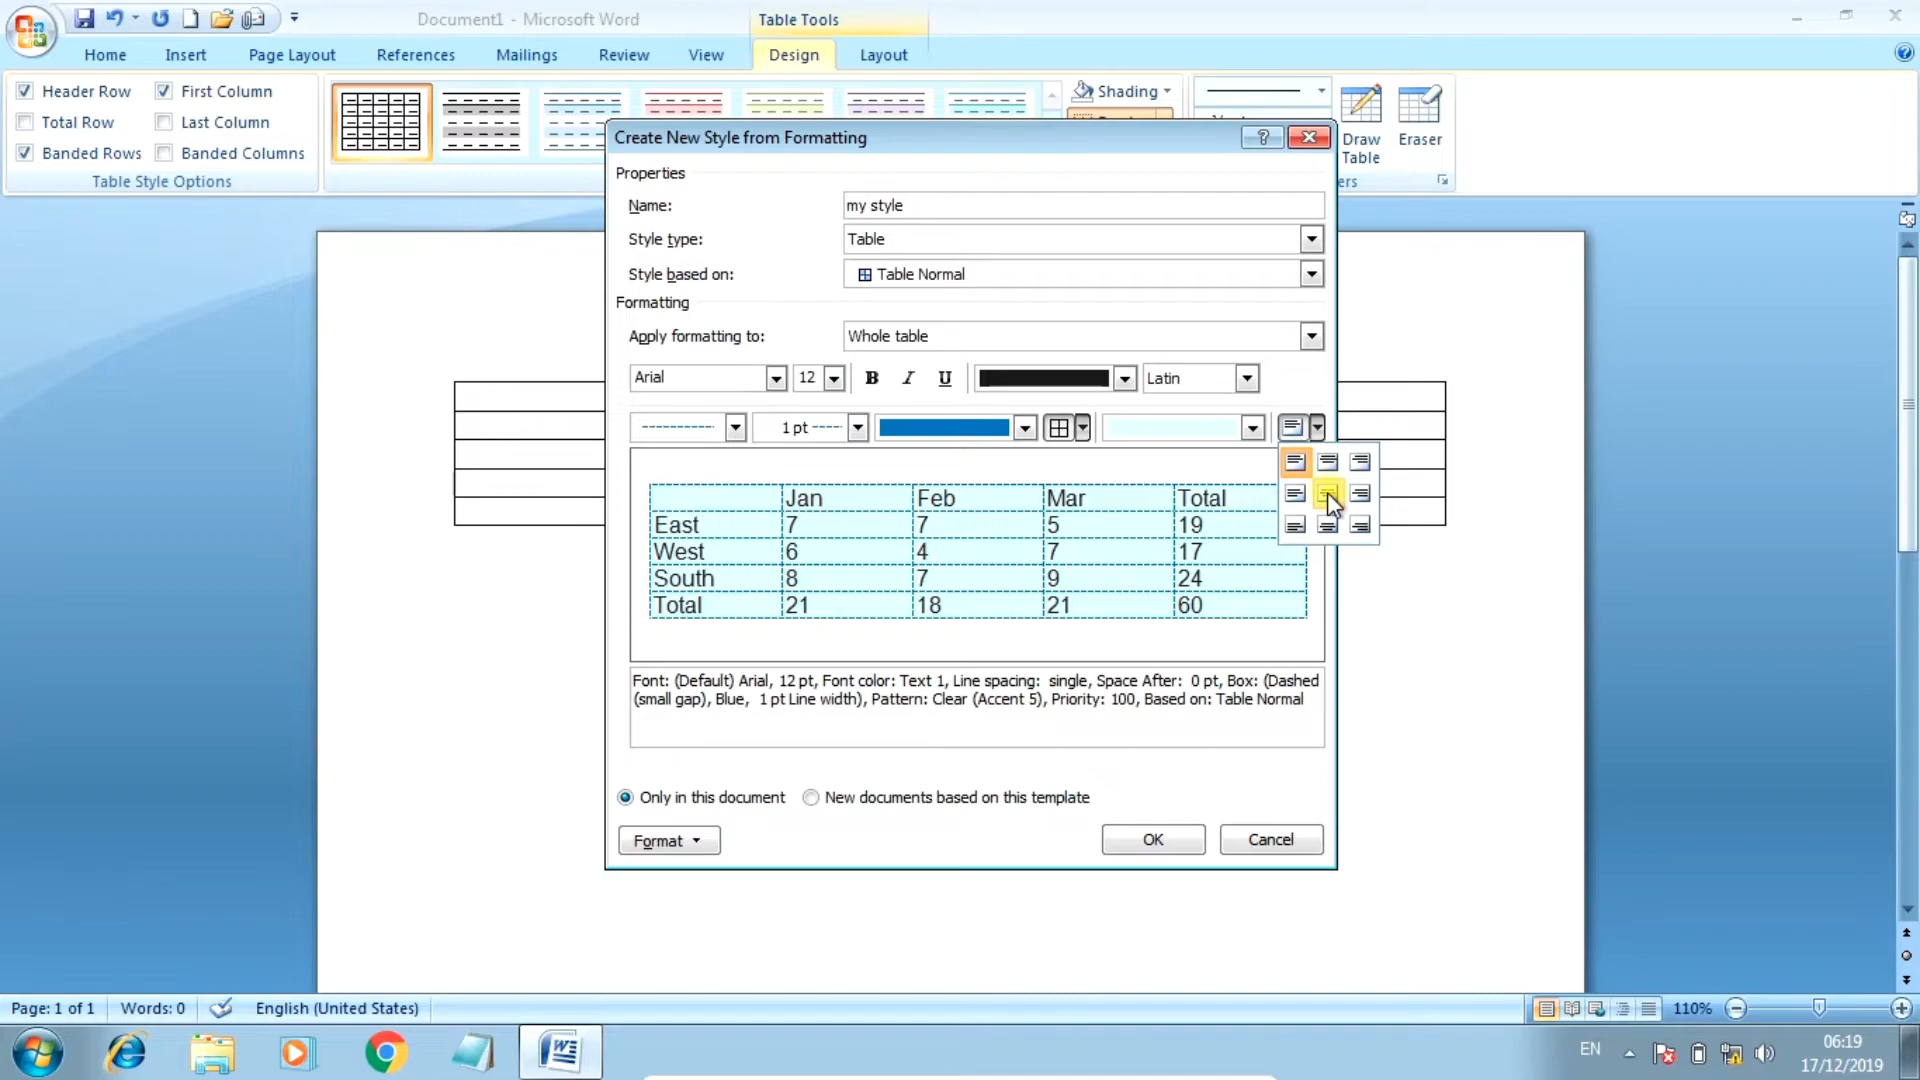 Document1 - Microsoft Word
Table Tools
Home
Insert
Page Layout
References
Mailings
Review
View
Design
Layout
Header Row
First Column
Shading
Total Row
Last Column
Banded Rows
Banded Columns
Draw
Table
Eraser
Table Style Options
Create New Style from Formatting
Properties
Name:
my style
Style type:
Table
Style based on:
Table Normal
Formatting
Apply formatting to:
Whole table
Arial
12
B
I
U
Latin
1 pt
Jan Feb Mar Total
East 7 7 5 19
West 6 4 7 17
South 8 7 9 24
Total 21 18 21 60
Font: (Default) Arial, 12 pt, Font color: Text 1, Line spacing: single, Space After: 0 pt, Box: (Dashed
(small gap), Blue, 1 pt Line width), Pattern: Clear (Accent 5), Priority: 100, Based on: Table Normal
Only in this document
New documents based on this template
Format
OK
Cancel
Page: 1 of 1
Words: 0
English (United States)
110%
EN
06:19
17/12/2019